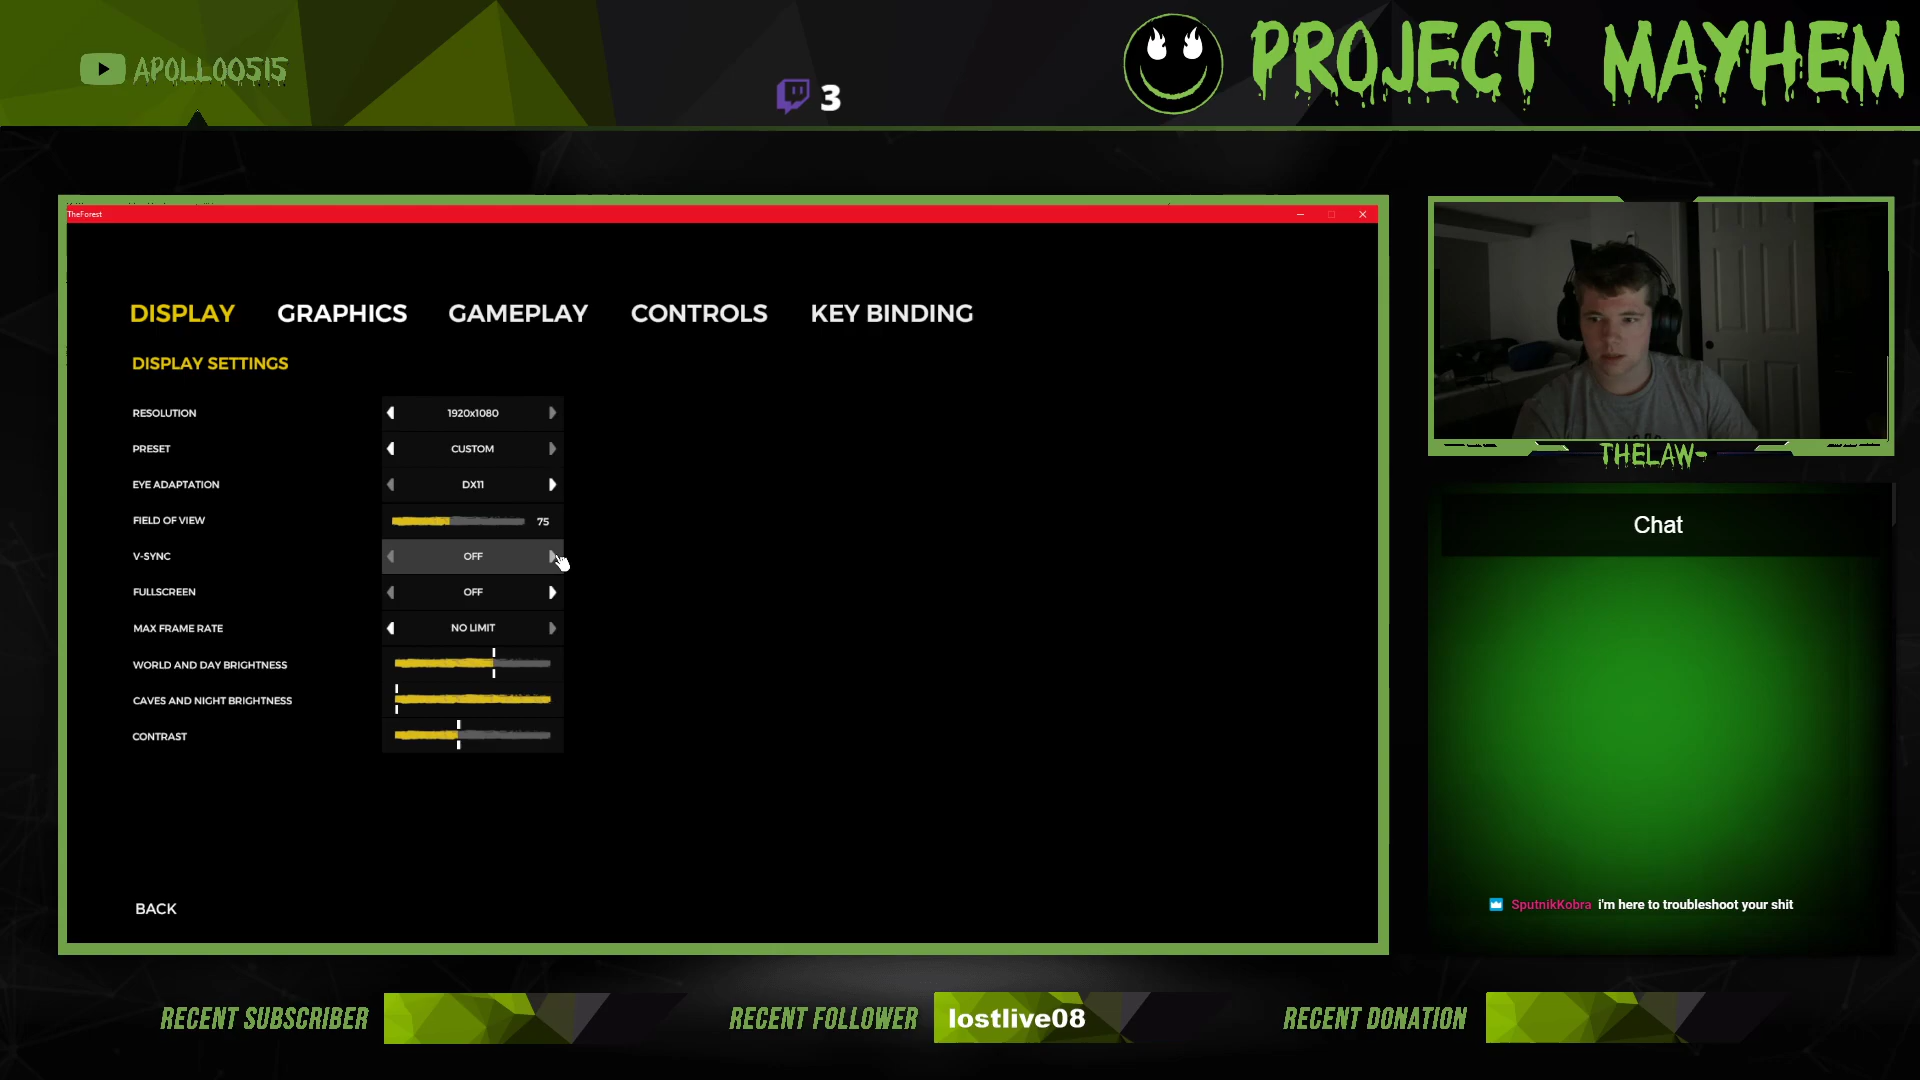 APOLLO0515
3
PROJECT MAYHEM
TheForest
DISPLAY GRAPHICS GAMEPLAY CONTROLS KEY BINDING
DISPLAY SETTINGS
RESOLUTION 1920x1080
PRESET CUSTOM
EYE ADAPTATION DX11
FIELD OF VIEW 75
V-SYNC OFF
FULLSCREEN OFF
MAX FRAME RATE NO LIMIT
WORLD AND DAY BRIGHTNESS
CAVES AND NIGHT BRIGHTNESS
CONTRAST
BACK
THELAW-
Chat
SputnikKobra i'm here to troubleshoot your shit
RECENT SUBSCRIBER
RECENT FOLLOWER lostlive08
RECENT DONATION